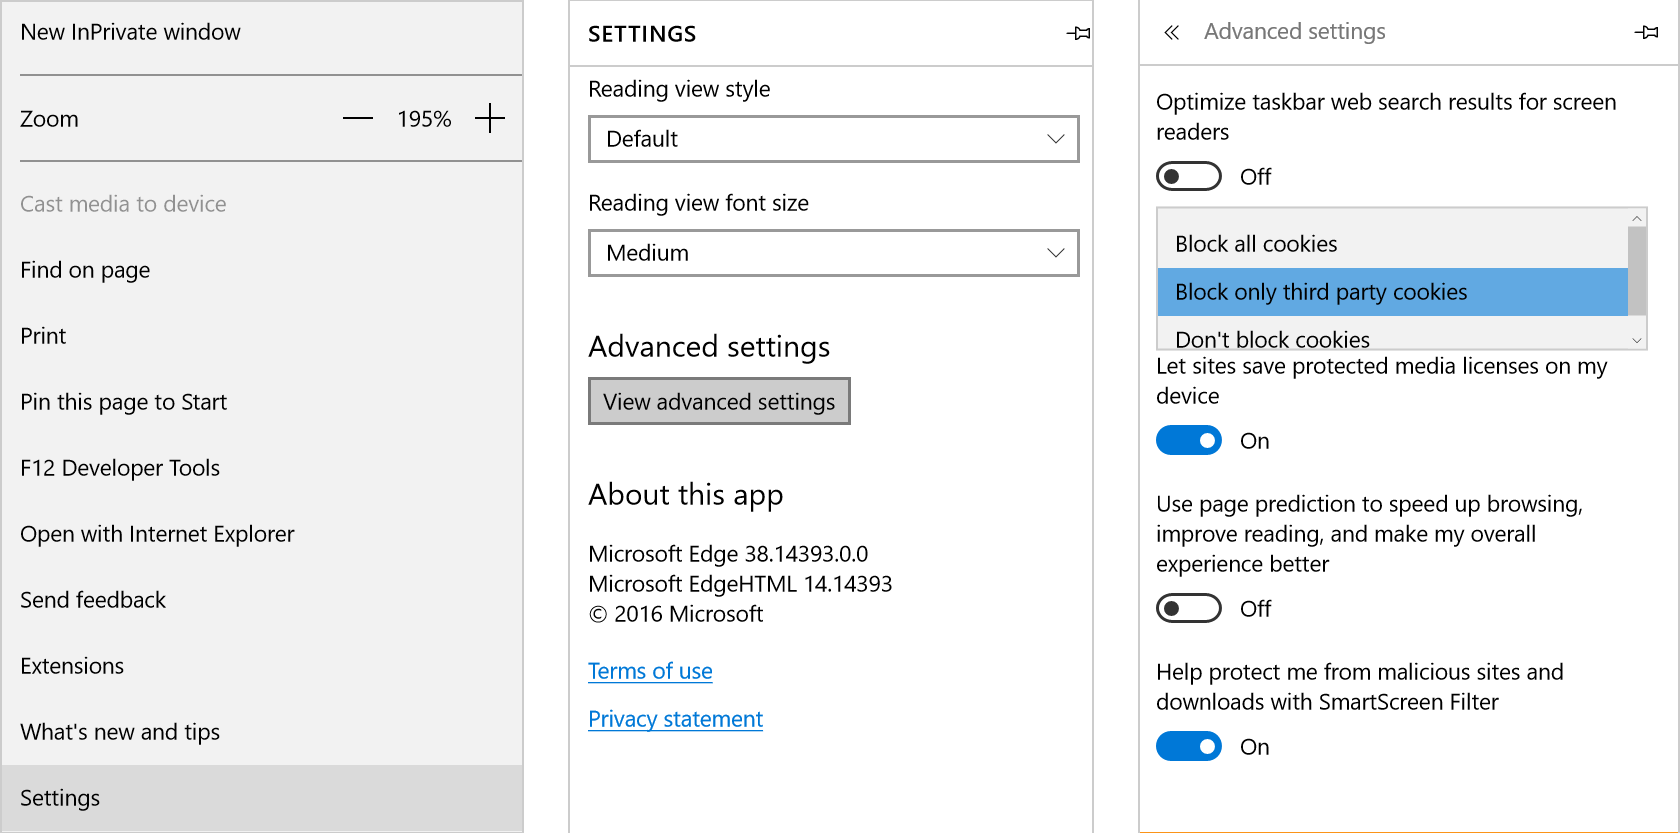 New InPrivate window
Zoom 195%
Cast media to device
Find on page
Print
Pin this page to Start
F12 Developer Tools
Open with Internet Explorer
Send feedback
Extensions
What's new and tips
Settings
SETTINGS
Reading view style
Default
Reading view font size
Medium
Advanced settings
View advanced settings
About this app
Microsoft Edge 38.14393.0.0
Microsoft EdgeHTML 14.14393
© 2016 Microsoft
Terms of use
Privacy statement
Advanced settings
Optimize taskbar web search results for screen
readers
Off
Block all cookies
Block only third party cookies
Don't block cookies
Let sites save protected media licenses on my
device
On
Use page prediction to speed up browsing,
improve reading, and make my overall
experience better
Off
Help protect me from malicious sites and
downloads with SmartScreen Filter
On